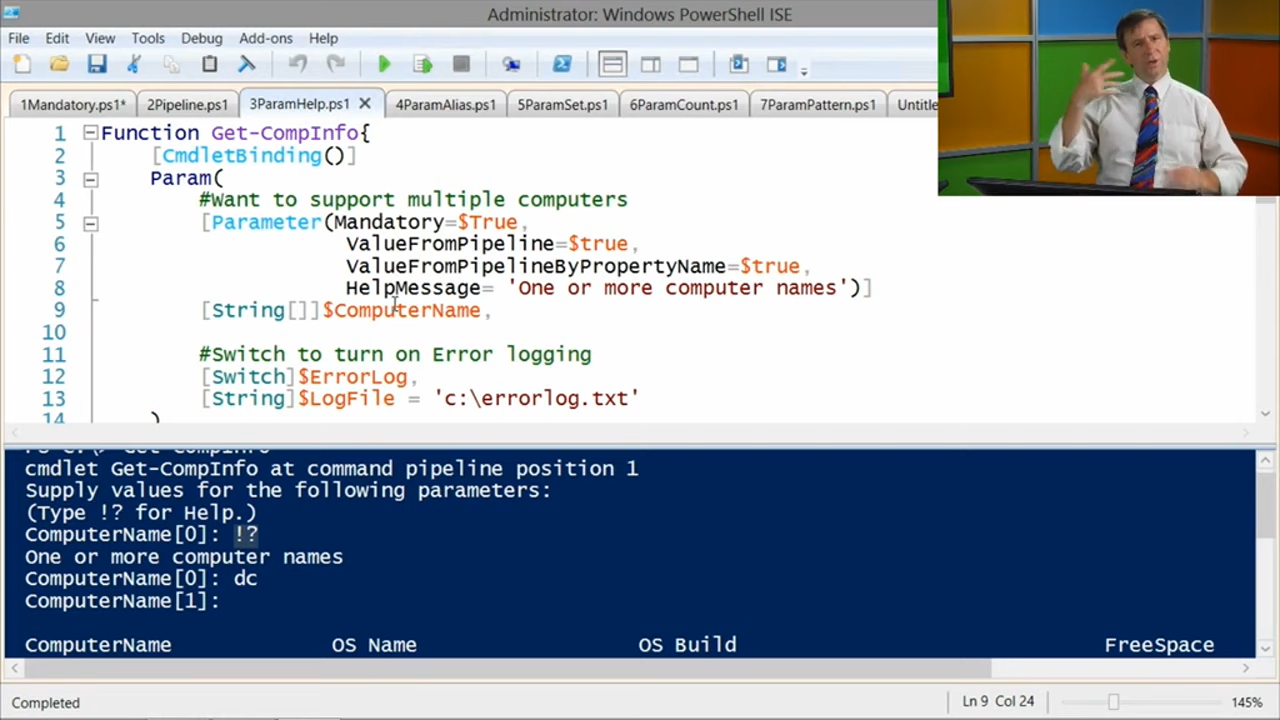 Administrator: Windows PowerShell ISE
File Edit View Tools Debug Add-ons Help
1Mandatory.ps1* 2Pipeline.ps1 3ParamHelp.ps1 4ParamAlias.ps1 5ParamSet.ps1 6ParamCount.ps1 7ParamPattern.ps1 Untitle
1 Function Get-CompInfo{
2 [CmdletBinding()]
3 Param(
4 #Want to support multiple computers
5 [Parameter(Mandatory=$True,
6 ValueFromPipeline=$true,
7 ValueFromPipelineByPropertyName=$true,
8 HelpMessage= 'One or more computer names')]
9 [String[]]$ComputerName,
10
11 #Switch to turn on Error logging
12 [Switch]$ErrorLog,
13 [String]$LogFile = 'c:\errorlog.txt'
14 )
PS C:\> Get-CompInfo
cmdlet Get-CompInfo at command pipeline position 1
Supply values for the following parameters:
(Type !? for Help.)
ComputerName[0]: !?
One or more computer names
ComputerName[0]: dc
ComputerName[1]:
ComputerName OS Name OS Build FreeSpace
Completed Ln 9 Col 24 145%